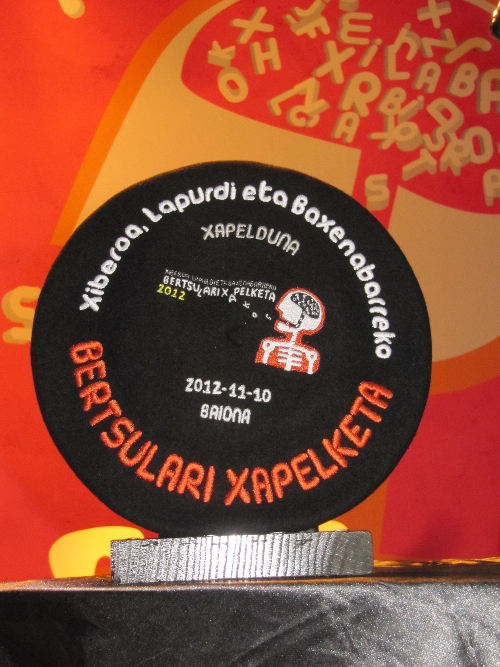 Xiberoa, Lapurdi eta Baxenabarreko
XAPELDUNA
BERTSULARI XAPELKETA
2012
2012-11-10
BAIONA
BERTSULARI XAPELKETA